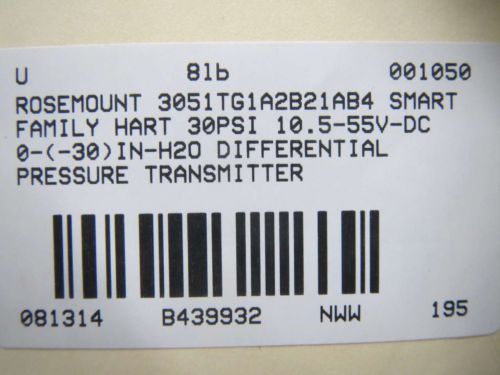 U 8lb 001050
ROSEMOUNT 3051TG1A2B21AB4 SMART
FAMILY HART 30PSI 10.5-55V-DC
0-(-30)IN-H2O DIFFERENTIAL
PRESSURE TRANSMITTER
081314 B439932 NWW 195